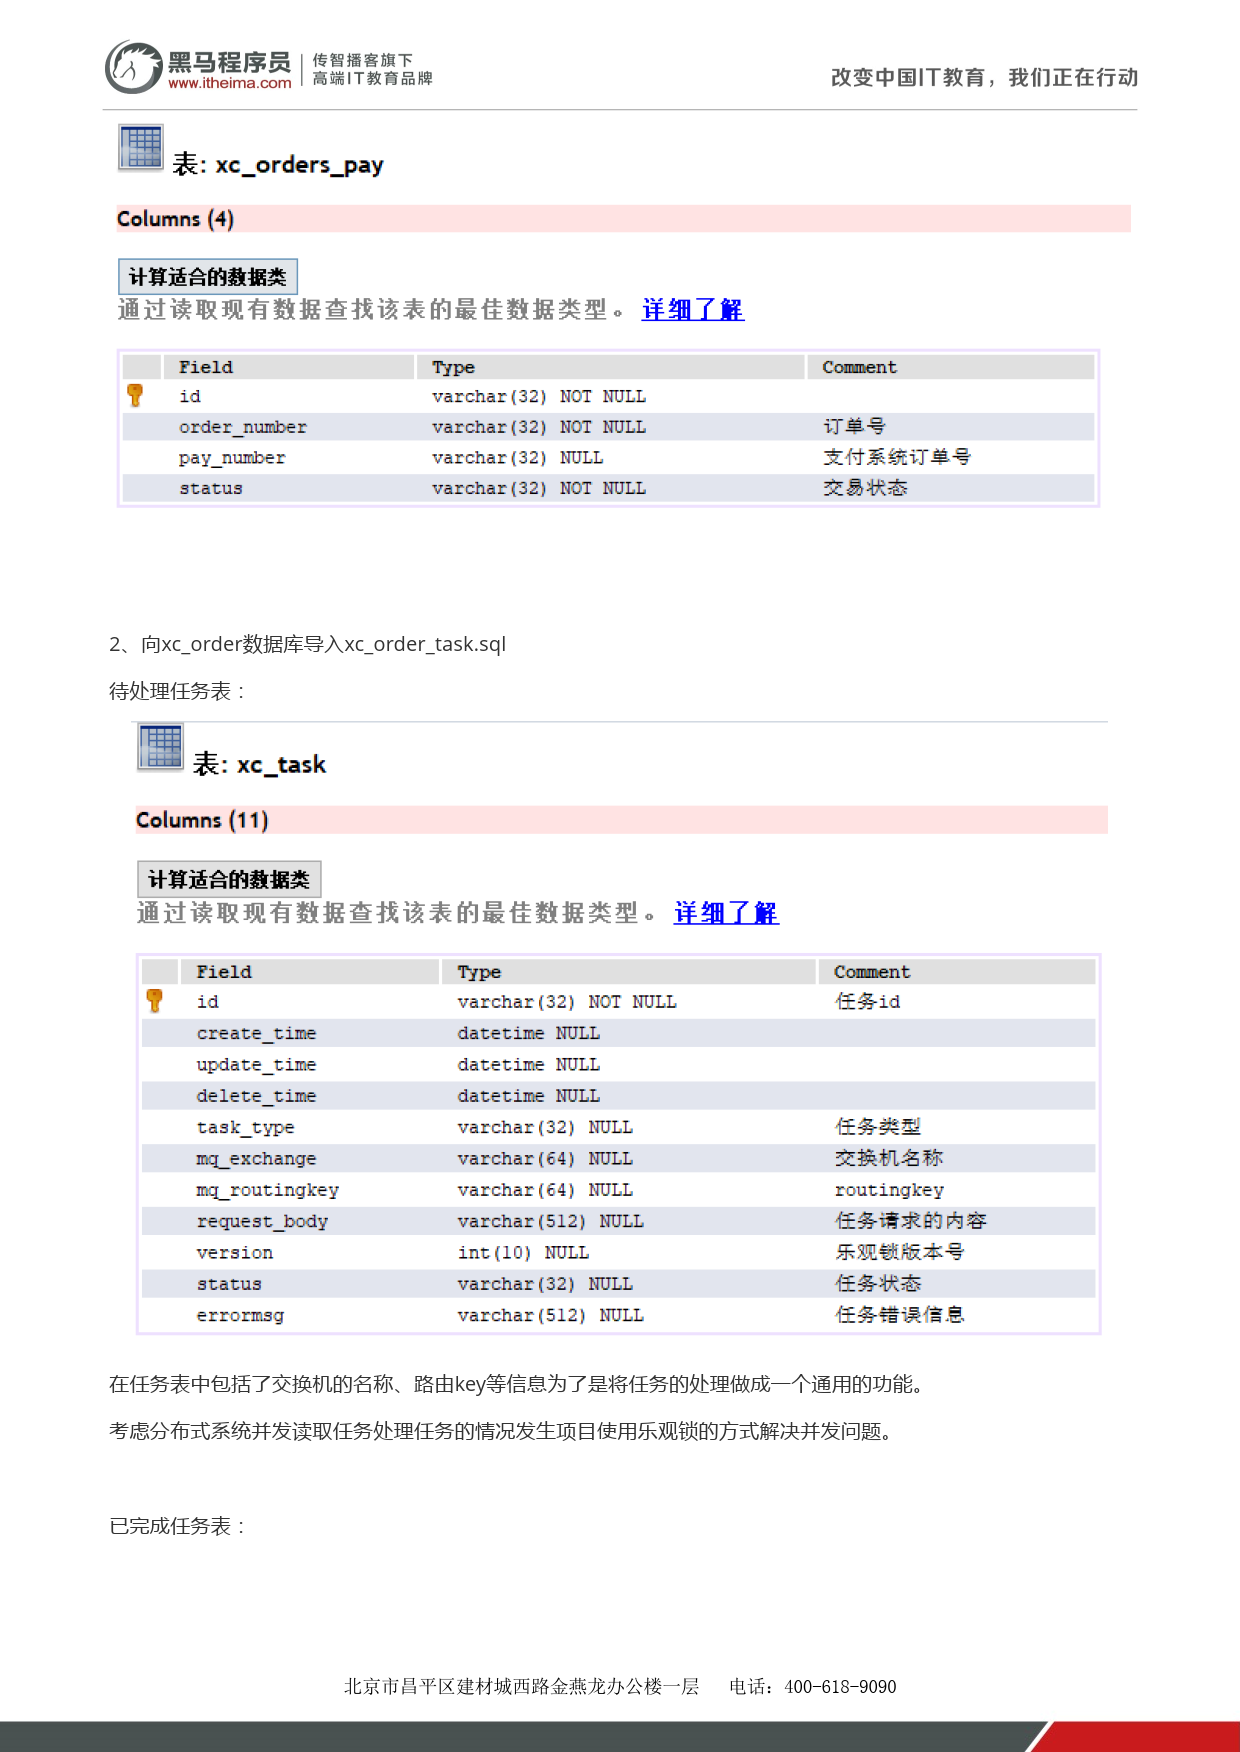 黑马程序员 传智播客旗下
www.itheima.com 高端IT教育品牌
改变中国IT教育，我们正在行动
表: xc_orders_pay
Columns (4)
计算适合的数据类
通过读取现有数据查找该表的最佳数据类型。 详细了解
Field Type Comment
id varchar(32) NOT NULL
order_number varchar(32) NOT NULL 订单号
pay_number varchar(32) NULL 支付系统订单号
status varchar(32) NOT NULL 交易状态
2、向xc_order数据库导入xc_order_task.sql
待处理任务表：
表: xc_task
Columns (11)
计算适合的数据类
通过读取现有数据查找该表的最佳数据类型。 详细了解
Field Type Comment
id varchar(32) NOT NULL 任务id
create_time datetime NULL
update_time datetime NULL
delete_time datetime NULL
task_type varchar(32) NULL 任务类型
mq_exchange varchar(64) NULL 交换机名称
mq_routingkey varchar(64) NULL routingkey
request_body varchar(512) NULL 任务请求的内容
version int(10) NULL 乐观锁版本号
status varchar(32) NULL 任务状态
errormsg varchar(512) NULL 任务错误信息
在任务表中包括了交换机的名称、路由key等信息为了是将任务的处理做成一个通用的功能。
考虑分布式系统并发读取任务处理任务的情况发生项目使用乐观锁的方式解决并发问题。
已完成任务表：
北京市昌平区建材城西路金燕龙办公楼一层 电话：400-618-9090